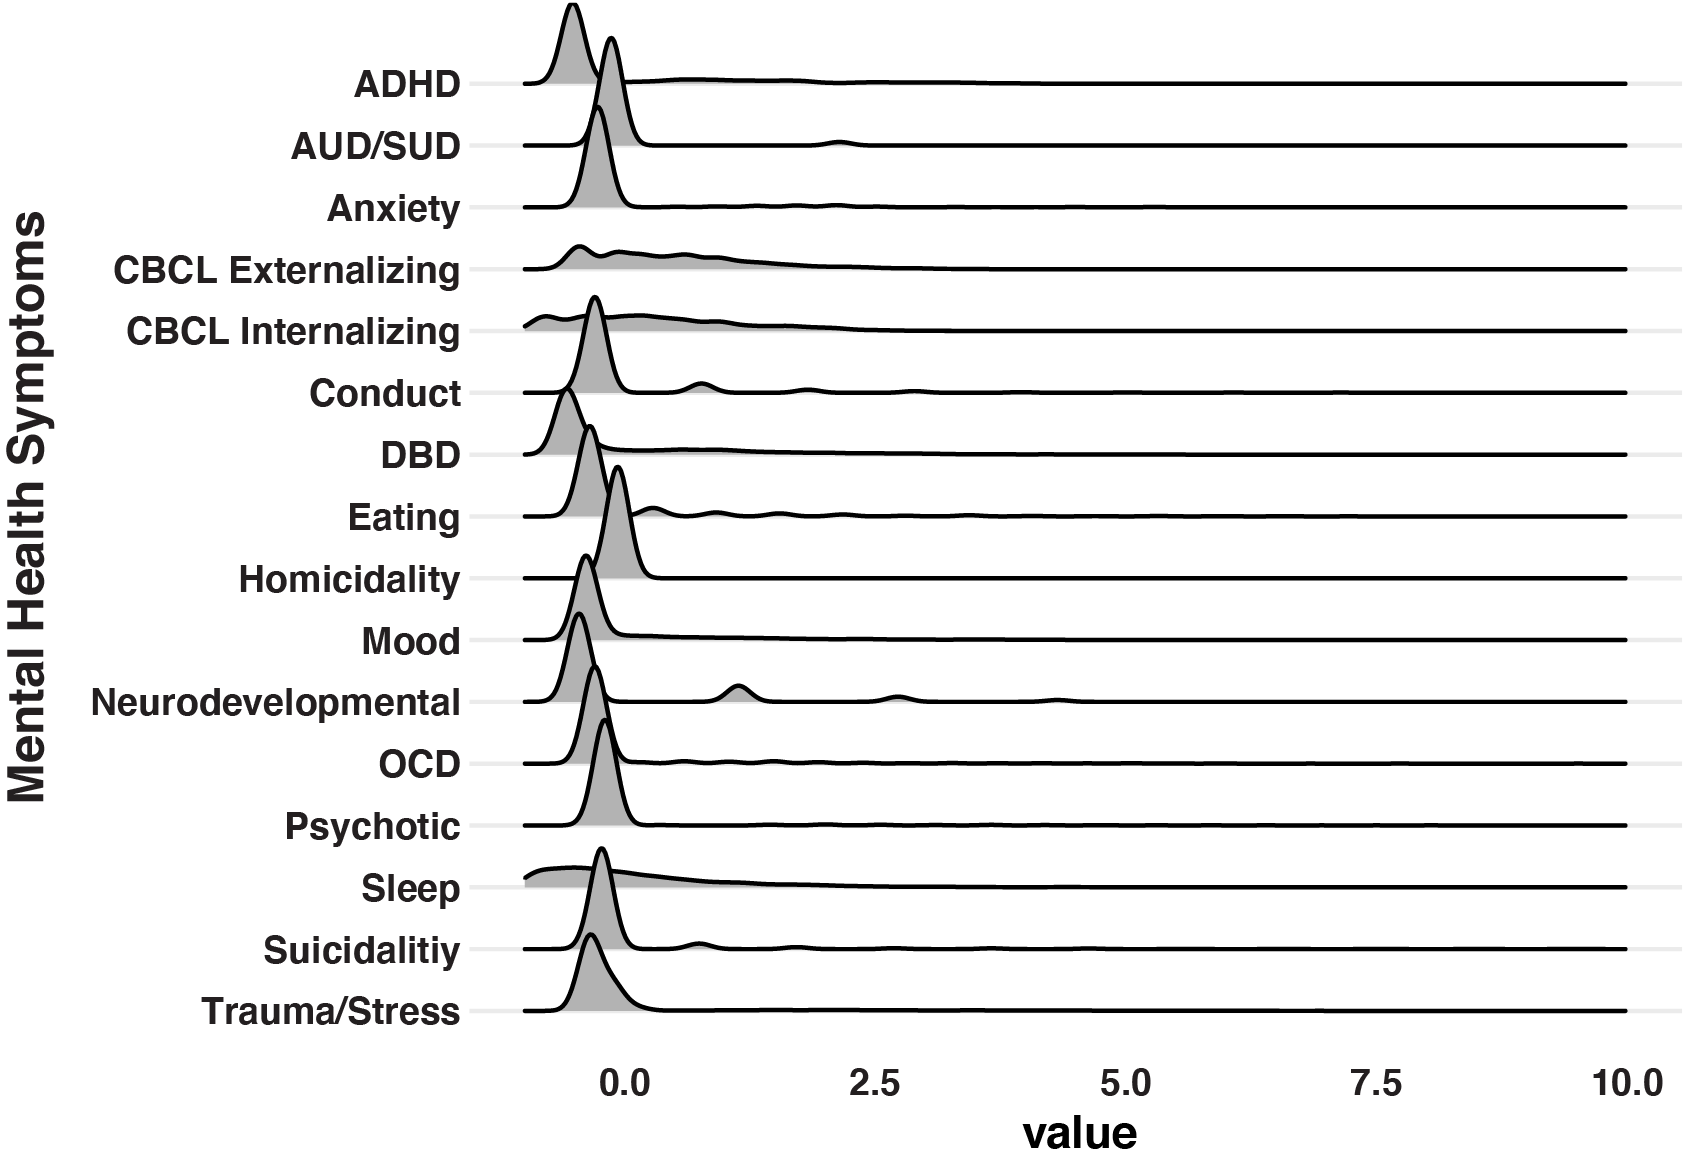 Mental Health Symptoms
ADHD
AUD/SUD
Anxiety
CBCL Externalizing
CBCL Internalizing
Conduct
DBD
Eating
Homicidality
Mood
Neurodevelopmental
OCD
Psychotic
Sleep
Suicidalitiy
Trauma/Stress
0.0 2.5 5.0 7.5 10.0
value